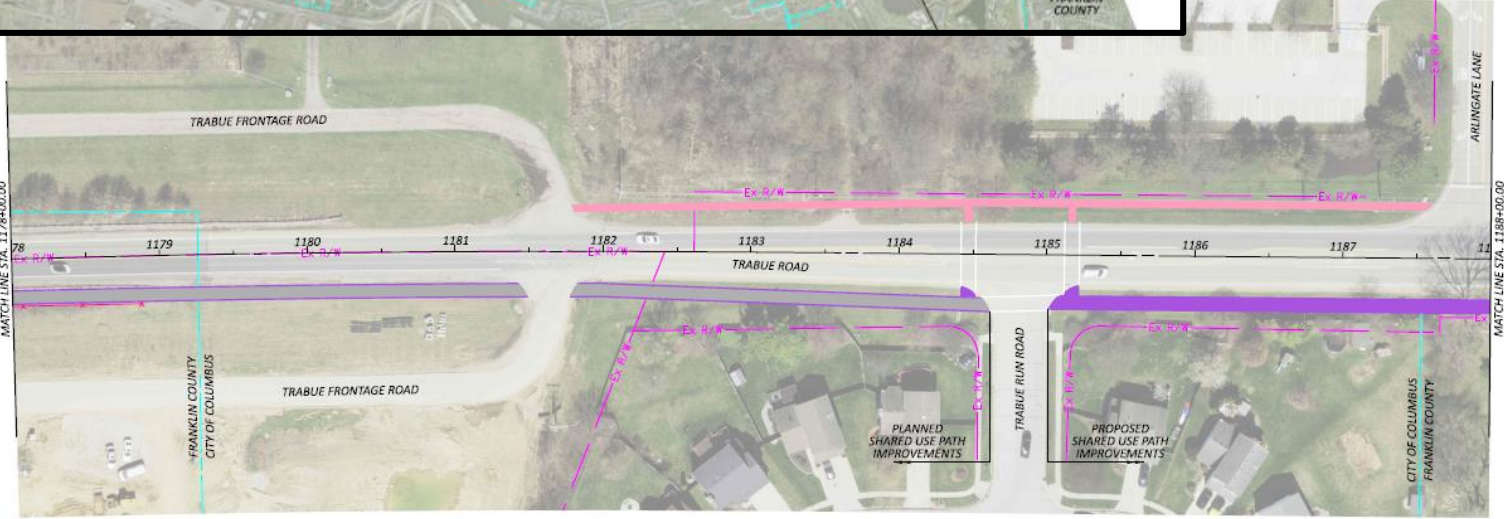 COUNTY
TRABUE FRONTAGE ROAD
ARLINGATE LANE
Ex R/W
Ex R/W
Ex R/W
Ex R/W
MATCH LINE STA. 1178+00.00
MATCH LINE STA. 1188+00.00
78
1179
1180
1181
1182
1183
1184
1185
1186
1187
11
Ex R/W
Ex R/W
Ex R/W
TRABUE ROAD
Ex R/W
Ex R/W
Ex
Ex R/W
Ex R/W
Ex R/W
TRABUE FRONTAGE ROAD
FRANKLIN COUNTY
CITY OF COLUMBUS
TRABUE RUN ROAD
PLANNED
SHARED USE PATH
IMPROVEMENTS
PROPOSED
SHARED USE PATH
IMPROVEMENTS
CITY OF COLUMBUS
FRANKLIN COUNTY